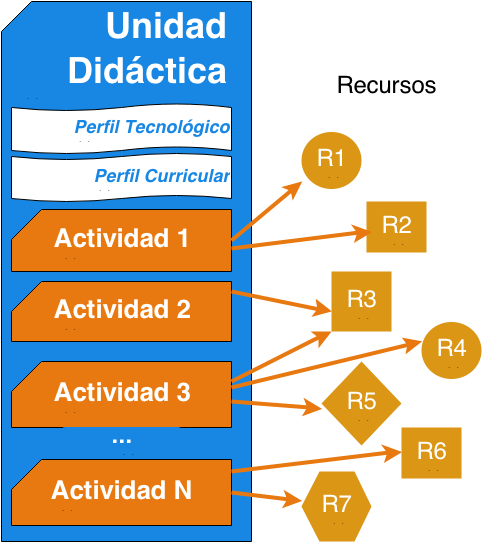 Unidad
Didáctica
Recursos
Perfil Tecnológico
Perfil Curricular
R1
R2
Actividad 1
Actividad 2
R3
R4
Actividad 3
R5
...
R6
Actividad N
R7